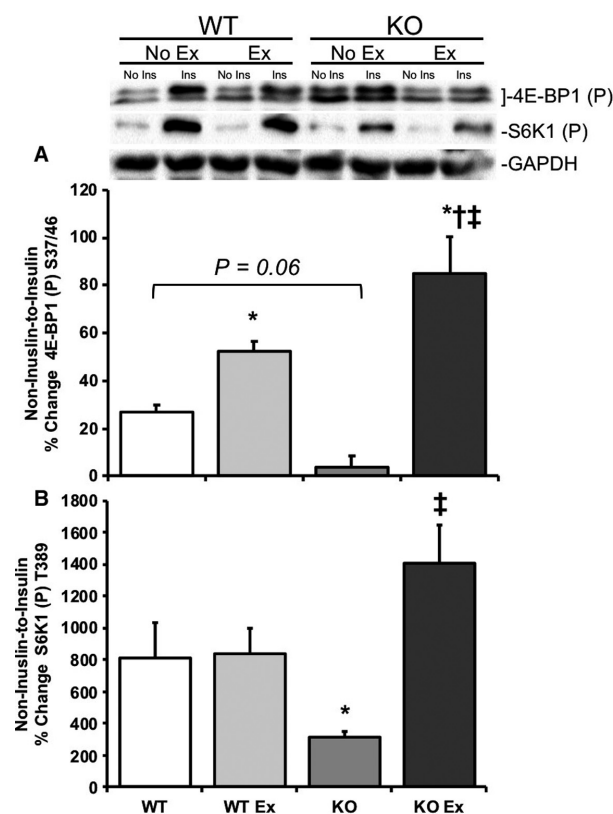 WT KO
No Ex Ex No Ex Ex
No Ins Ins No Ins Ins No Ins Ins No Ins Ins
]-4E-BP1 (P)
-S6K1 (P)
-GAPDH
A
Non-Inuslin-to-Insulin
% Change 4E-BP1 (P) S37/46
120
100
80
60
40
20
0
P = 0.06
*
*†‡
B
Non-Inuslin-to-Insulin
% Change S6K1 (P) T389
1800
1600
1400
1200
1000
800
600
400
200
0
*
‡
WT WT Ex KO KO Ex